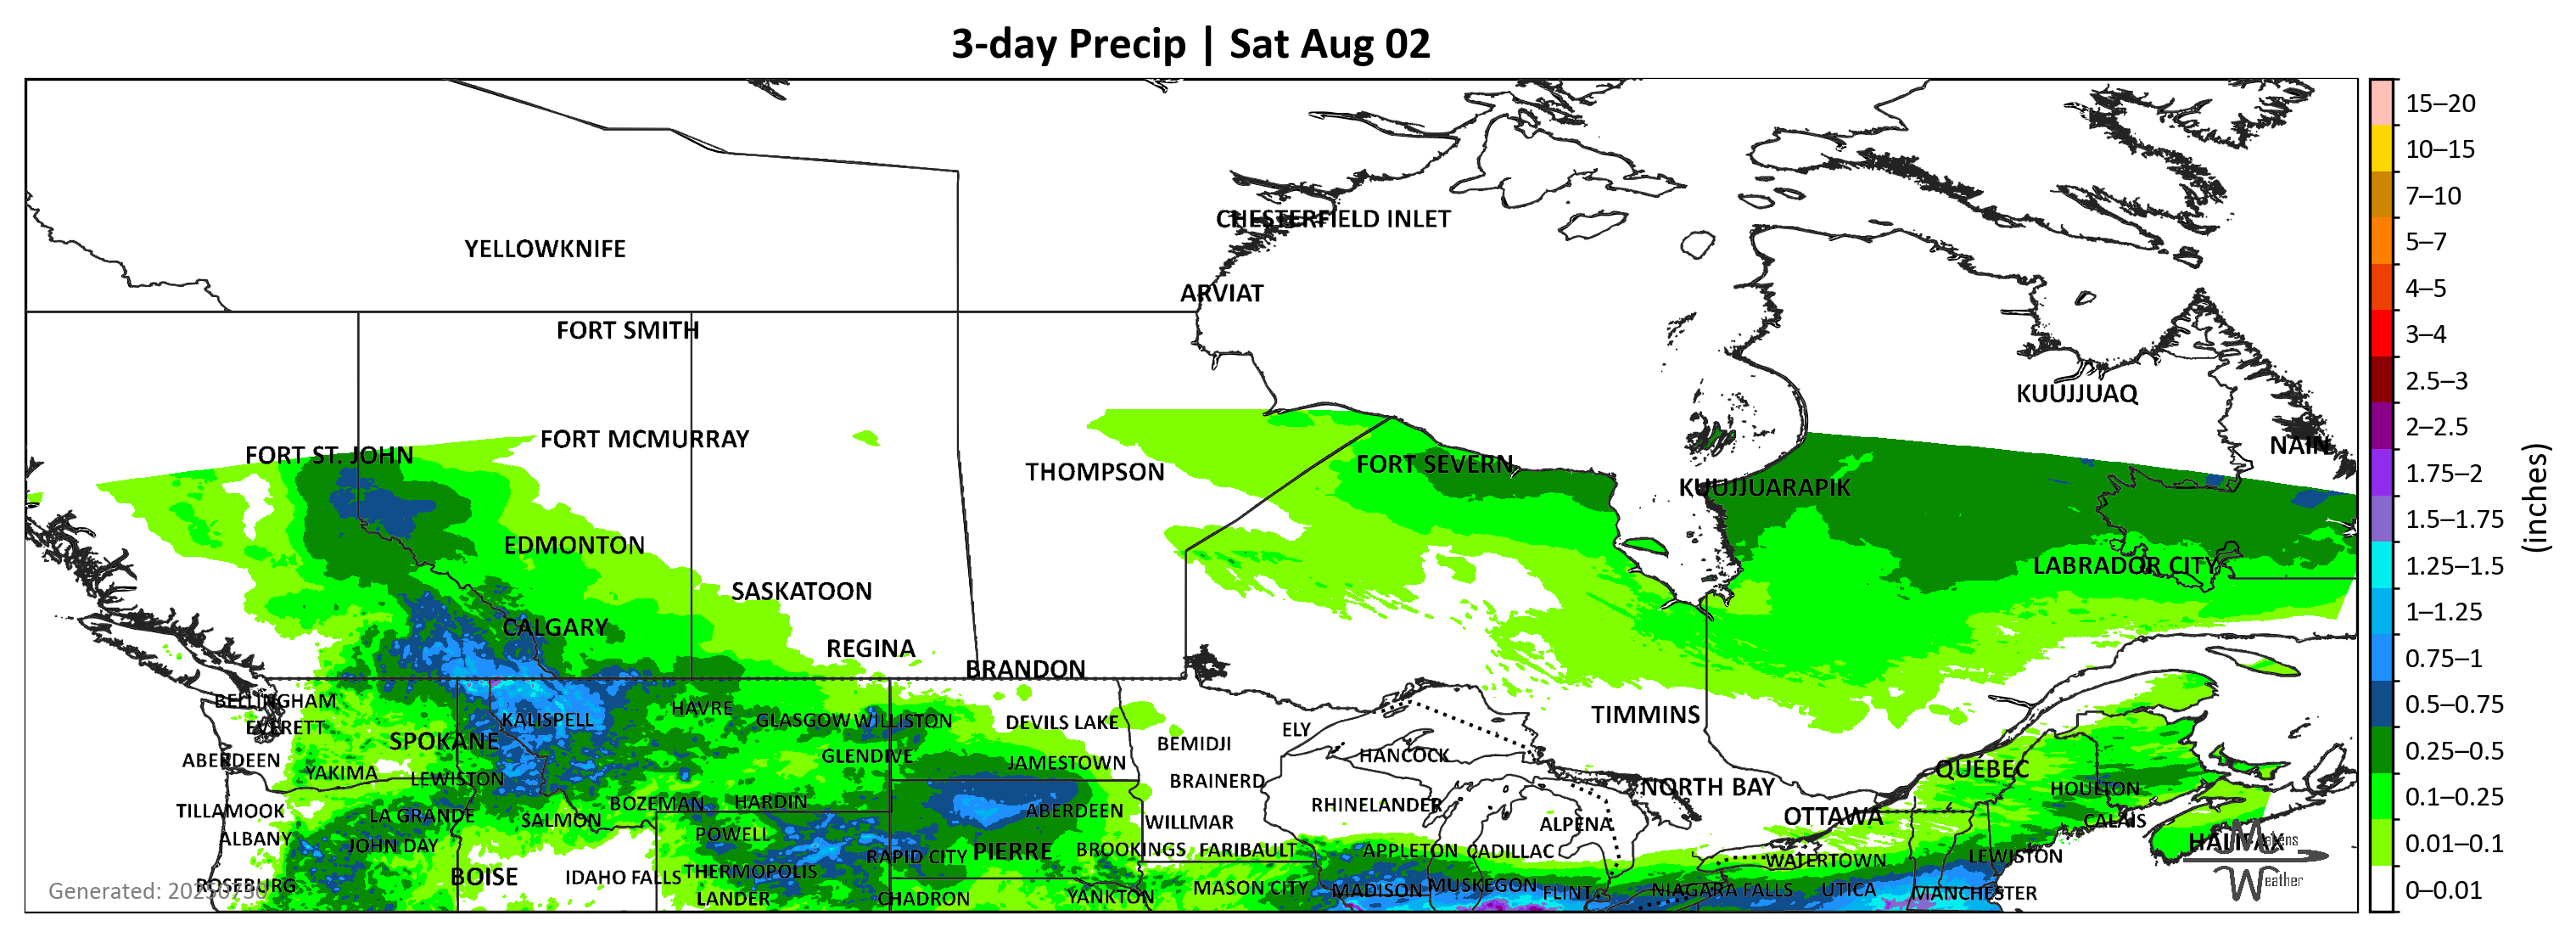 3-day Precip | Sat Aug 02
CHESTERFIELD INLET
YELLOWKNIFE
ARVIAT
FORT SMITH
KUUJJUAQ
FORT MCMURRAY
NAIN
FORT ST. JOHN
THOMPSON
FORT SEVERN
KUUJJUARAPIK
EDMONTON
LABRADOR CITY
SASKATOON
CALGARY
REGINA
BRANDON
BELLINGHAM
HAVRE
KALISPELL
GLASGOW
WILLISTON
DEVILS LAKE
TIMMINS
EVERETT
ELY
SPOKANE
BEMIDJI
ABERDEEN
GLENDIVE
HANCOCK
JAMESTOWN
YAKIMA
LEWISTON
QUÉBEC
BRAINERD
NORTH BAY
HOULTON
BOZEMAN
HARDIN
RHINELANDER
TILLAMOOK
LA GRANDE
SALMON
ABERDEEN
WILLMAR
ALPENA
OTTAWA
CALAIS
ALBANY
JOHN DAY
POWELL
HALIFAX
RAPID CITY
PIERRE
BROOKINGS
FARIBAULT
APPLETON
CADILLAC
WATERTOWN
LEWISTON
BOISE
IDAHO FALLS
THERMOPOLIS
ROSEBURG
MASON CITY
MADISON
MUSKEGON
FLINT
NIAGARA FALLS
UTICA
MANCHESTER
LANDER
CHADRON
YANKTON
Generated:
Weather
15–20
10–15
7–10
5–7
4–5
3–4
2.5–3
2–2.5
1.75–2
1.5–1.75
1.25–1.5
1–1.25
0.75–1
0.5–0.75
0.25–0.5
0.1–0.25
0.01–0.1
0–0.01
(inches)